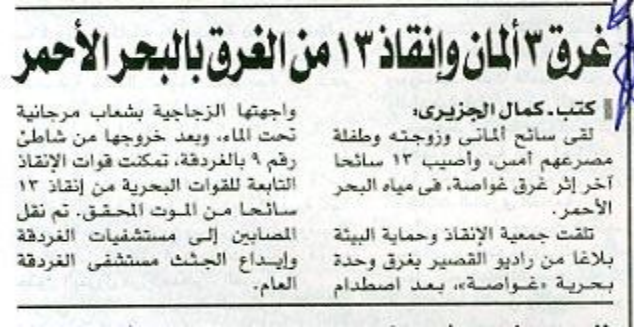 غرق ٣ ألمان وإنقاذ ١٣ من الغرق بالبحر الأحمر
كتب ـ كمال الجزيرى:
لقى سائح ألمانى وزوجته وطفلة
مصرعهم أمس، وأصيب ١٣ سائحا
آخر إثر غرق غواصة، فى مياه البحر
الأحمر.
تلقت جمعية الإنقاذ وحماية البيئة
بلاغا من راديو القصير بغرق وحدة
بحرية «غواصة»، بعد اصطدام
واجهتها الزجاجية بشعاب مرجانية
تحت الماء، وبعد خروجها من شاطئ
رقم ٩ بالغردقة، تمكنت قوات الإنقاذ
التابعة للقوات البحرية من إنقاذ ١٣
سائحا من الموت المحقق. تم نقل
المصابين إلى مستشفيات الغردقة
وإيداع الجثث مستشفى الغردقة
العام.